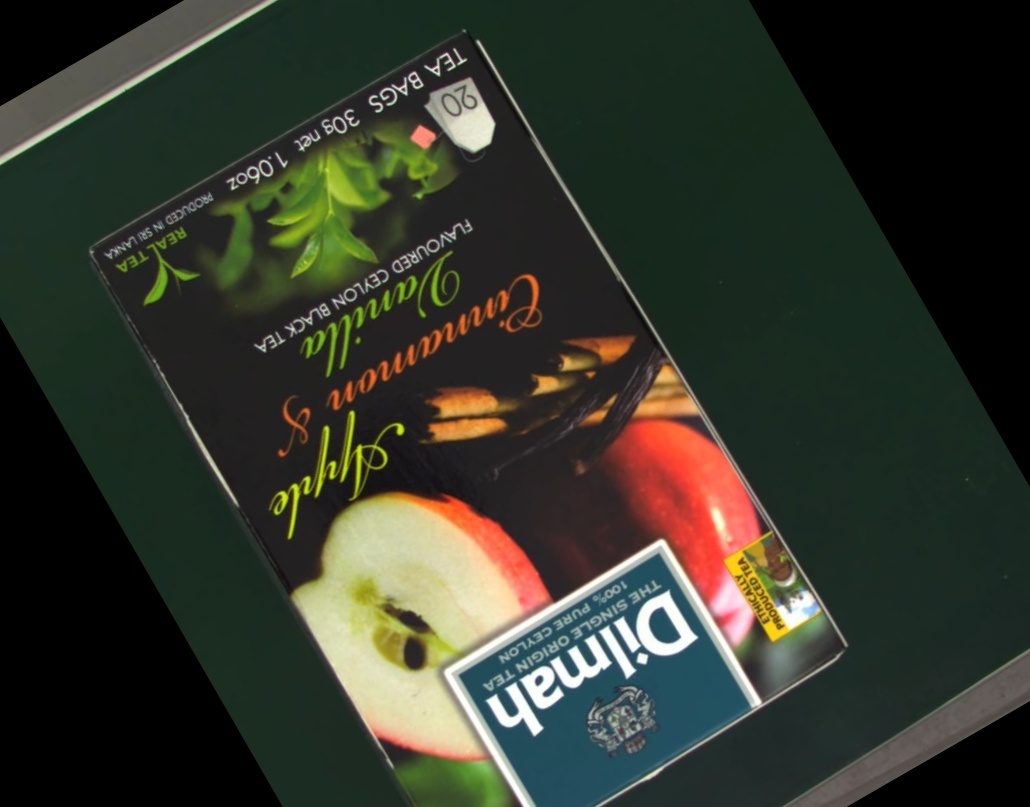 Dilmah
THE SINGLE ORIGIN TEA
100% PURE CEYLON
ETHICALLY
PRODUCED TEA
Apple
Cinnamon &
Vanilla
FLAVOURED CEYLON BLACK TEA
REAL TEA
PRODUCED IN SRI LANKA
20
TEA BAGS 30g net 1.06oz